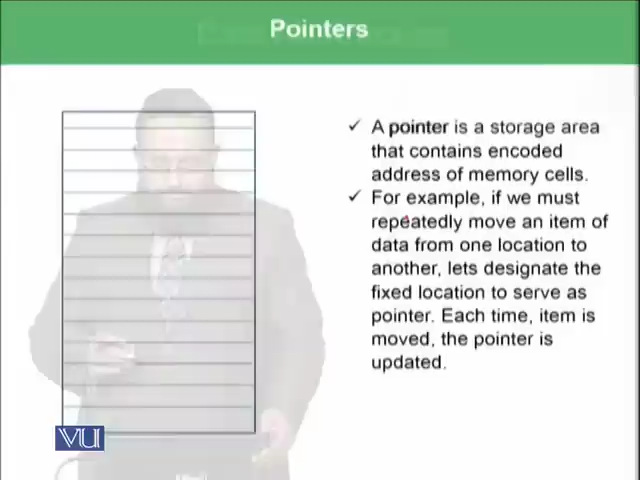 Pointers
✓ A pointer is a storage area
that contains encoded
address of memory cells.
✓ For example, if we must
repeatedly move an item of
data from one location to
another, lets designate the
fixed location to serve as
pointer. Each time, item is
moved, the pointer is
updated.
VU